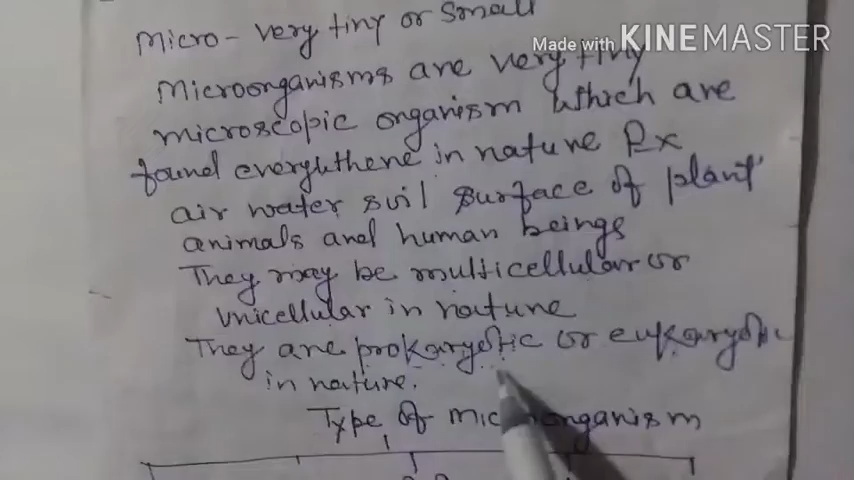 Micro - very tiny or small
Made with KINEMASTER
Microorganisms are very tiny
microscopic organism which are
found everyuthere in nature Ex
air water soil surface of plant
animals and human beings
They may be multicellular or
unicellular in nature
They are prokaryotic or eukaryotic
in nature.
Type of microorganism